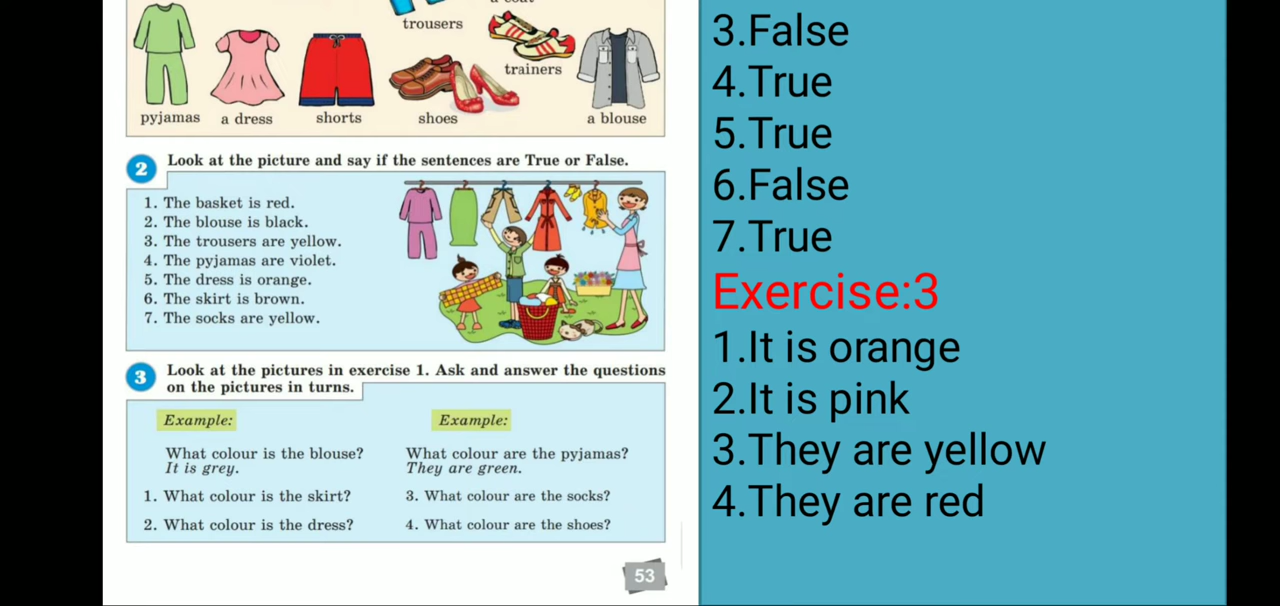 trousers
trainers
pyjamas
a dress
shorts
shoes
a blouse
2
Look at the picture and say if the sentences are True or False.
1. The basket is red.
2. The blouse is black.
3. The trousers are yellow.
4. The pyjamas are violet.
5. The dress is orange.
6. The skirt is brown.
7. The socks are yellow.
3
Look at the pictures in exercise 1. Ask and answer the questions
on the pictures in turns.
Example:
What colour is the blouse?
It is grey.
1. What colour is the skirt?
2. What colour is the dress?
Example:
What colour are the pyjamas?
They are green.
3. What colour are the socks?
4. What colour are the shoes?
53
3.False
4.True
5.True
6.False
7.True
Exercise:3
1.It is orange
2.It is pink
3.They are yellow
4.They are red